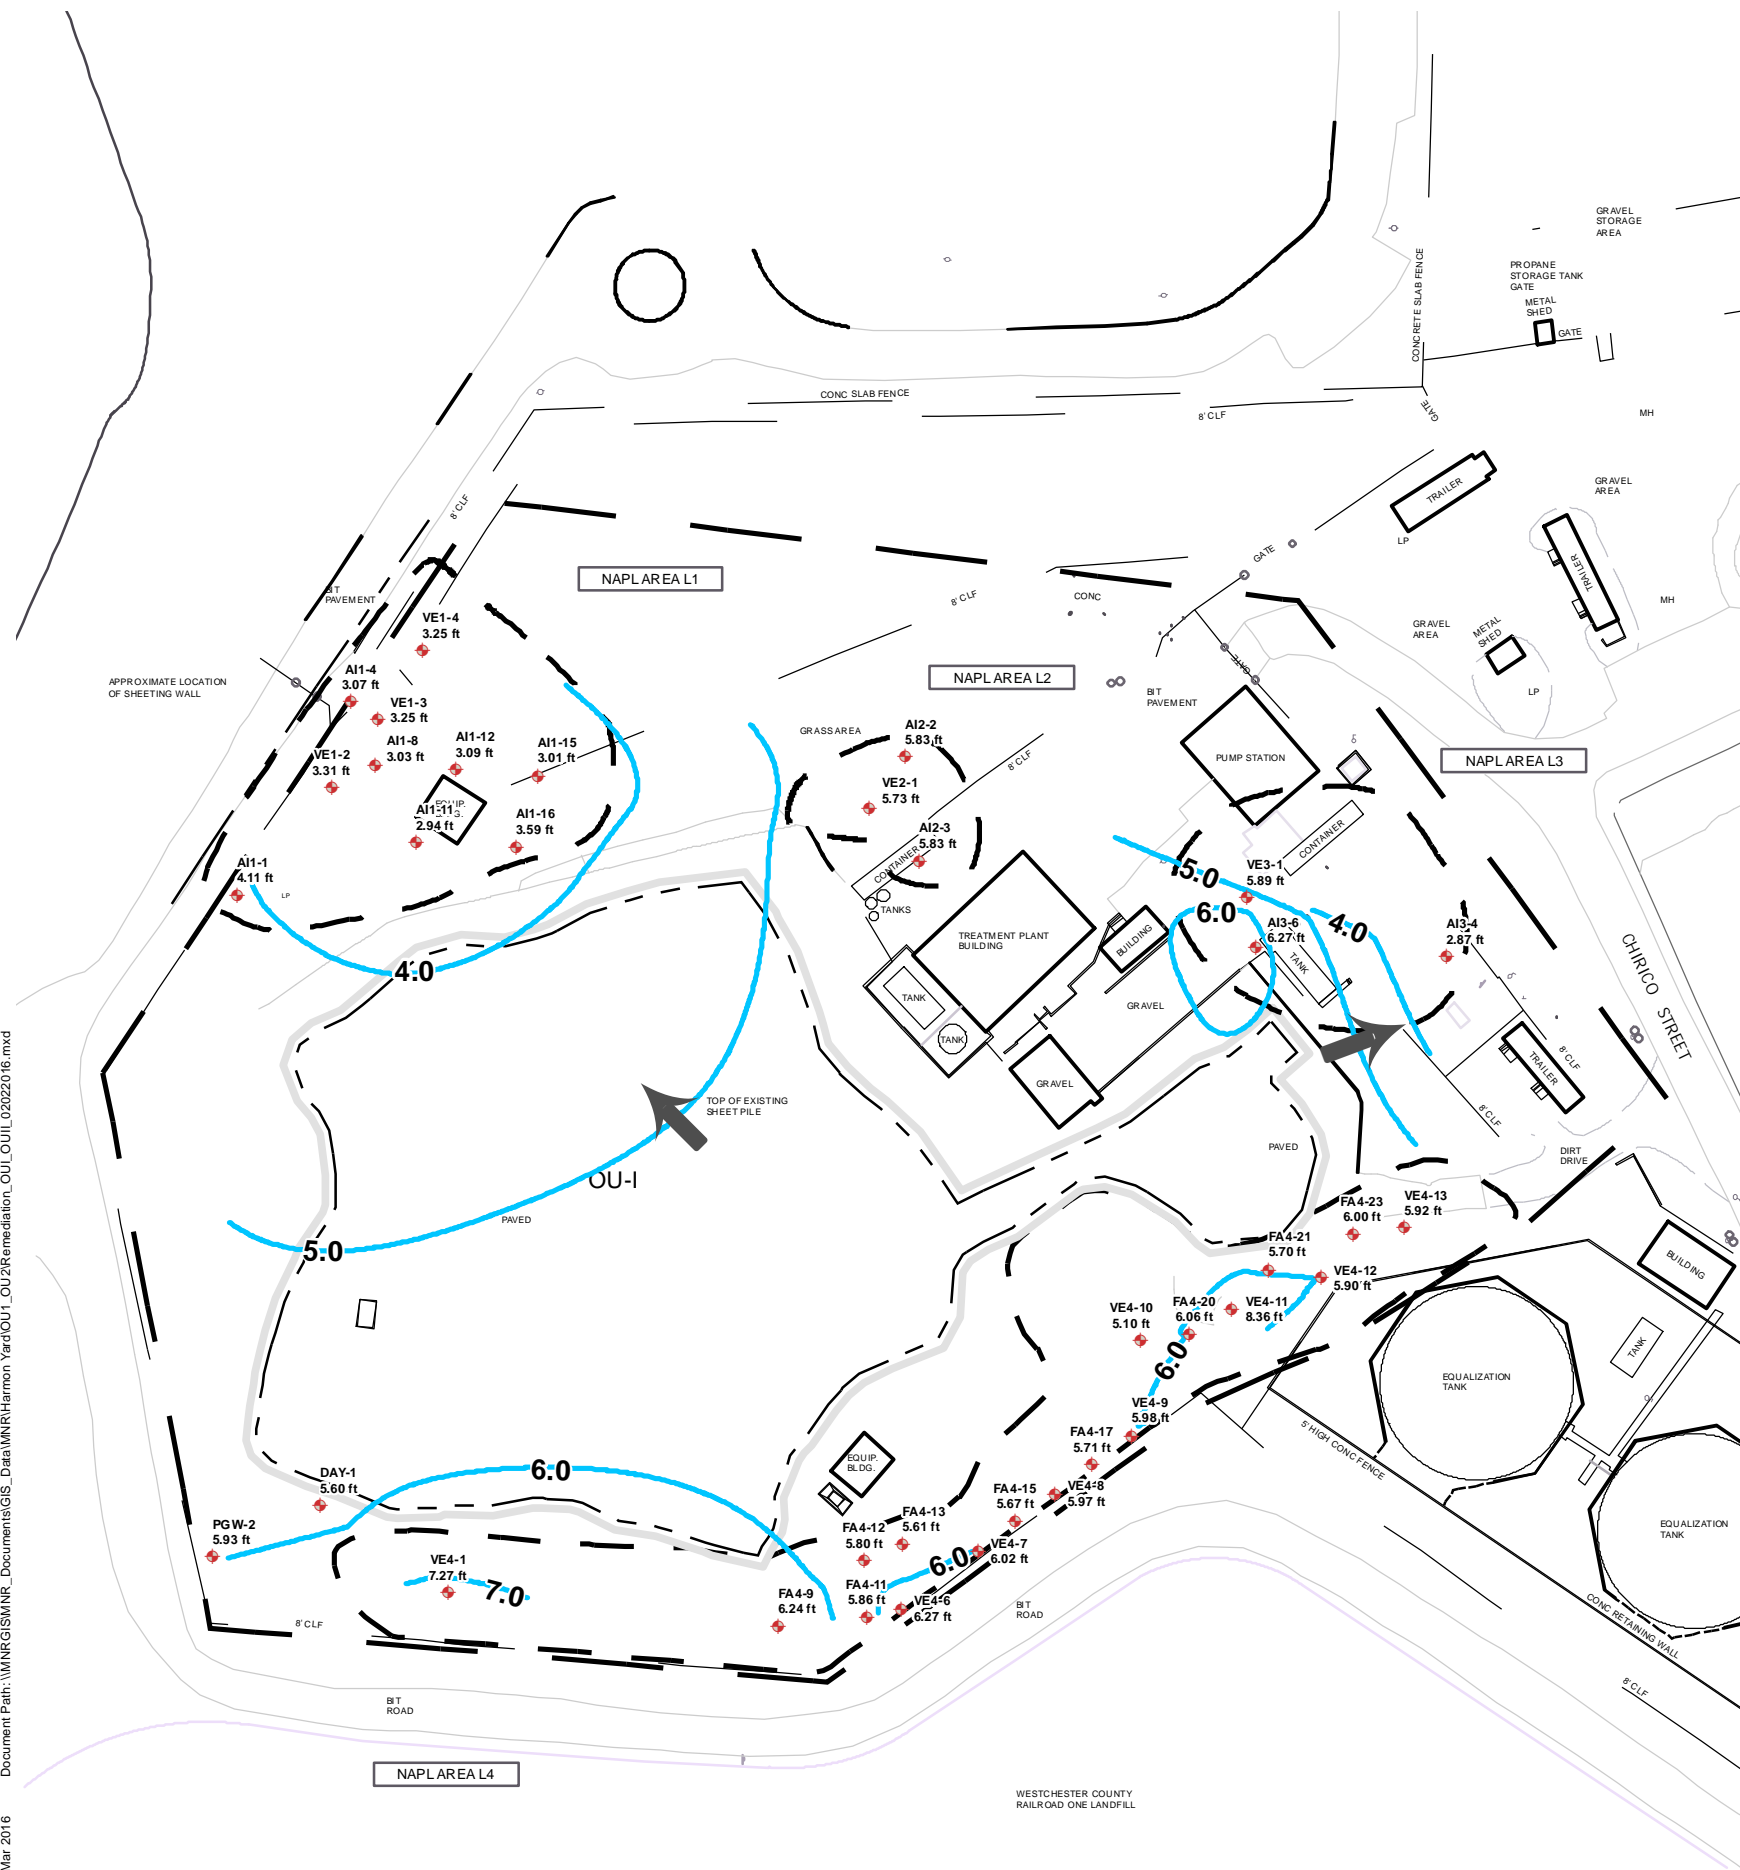 GRAVEL
STORAGE
AREA
PROPANE
STORAGE TANK
GATE
METAL
SHED
GATE
CONCRETE SLAB FENCE
CONC SLAB FENCE
8' CLF
GATE
MH
TRAILER
GRAVEL
AREA
LP
8' CLF
GATE
TRAILER
NAPL AREA L1
BIT
PAVEMENT
8' CLF
CONC
MH
GRAVEL
AREA
METAL
SHED
VE1-4
3.25 ft
GATE
NAPL AREA L2
BIT
PAVEMENT
LP
APPROXIMATE LOCATION
OF SHEETING WALL
AI1-4
3.07 ft
VE1-3
3.25 ft
GRASS AREA
AI2-2
5.83 ft
AI1-12
3.09 ft
AI1-8
3.03 ft
AI1-15
3.01 ft
VE1-2
3.31 ft
8' CLF
PUMP STATION
NAPL AREA L3
VE2-1
5.73 ft
EQUIP.
BLDG.
AI1-11
2.94 ft
AI1-16
3.59 ft
AI2-3
5.83 ft
CONTAINER
CONTAINER
AI1-1
4.11 ft
LP
5.0
VE3-1
5.89 ft
TANKS
6.0
4.0
AI3-6
6.27 ft
AI3-4
2.87 ft
TREATMENT PLANT
BUILDING
BUILDING
TANK
CHIRICO STREET
4.0
TANK
GRAVEL
TANK
8' CLF
TRAILER
GRAVEL
TOP OF EXISTING
SHEET PILE
8' CLF
PAVED
DIRT
DRIVE
OU-I
PAVED
FA4-23
6.00 ft
VE4-13
5.92 ft
5.0
FA4-21
5.70 ft
BUILDING
VE4-12
5.90 ft
VE4-10
5.10 ft
FA4-20
6.06 ft
VE4-11
8.36 ft
6.0
TANK
EQUALIZATION
TANK
VE4-9
5.98 ft
FA4-17
5.71 ft
5' HIGH CONC FENCE
6.0
EQUIP.
BLDG.
DAY-1
5.60 ft
FA4-15
5.67 ft
VE4-8
5.97 ft
PGW-2
5.93 ft
FA4-13
5.61 ft
FA4-12
5.80 ft
EQUALIZATION
TANK
VE4-7
6.02 ft
6.0
VE4-1
7.27 ft
7.0
FA4-9
6.24 ft
FA4-11
5.86 ft
VE4-6
6.27 ft
BIT
ROAD
8' CLF
CONC RETAINING WALL
8' CLF
BIT
ROAD
NAPL AREA L4
WESTCHESTER COUNTY
RAILROAD ONE LANDFILL
Mar 2016 Document Path: \\MNRGIS\MNR_Documents\GIS_Data\MNR\Harmon Yard\OU1_OU2\Remediation_OUI_OUII_02022016.mxd